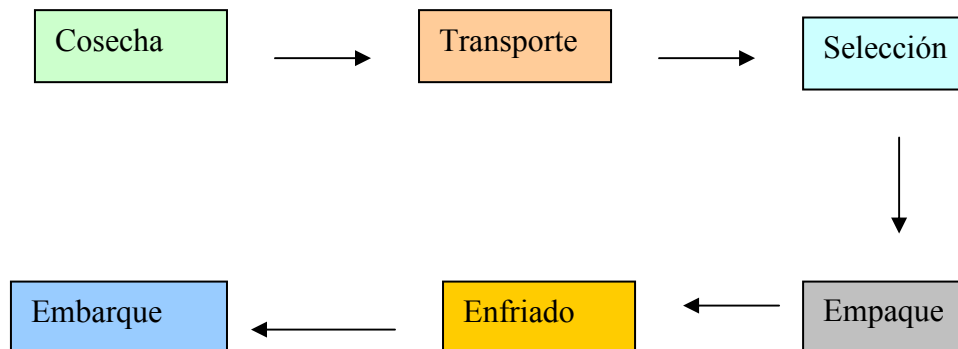 Cosecha
Transporte
Selección
Empaque
Enfriado
Embarque